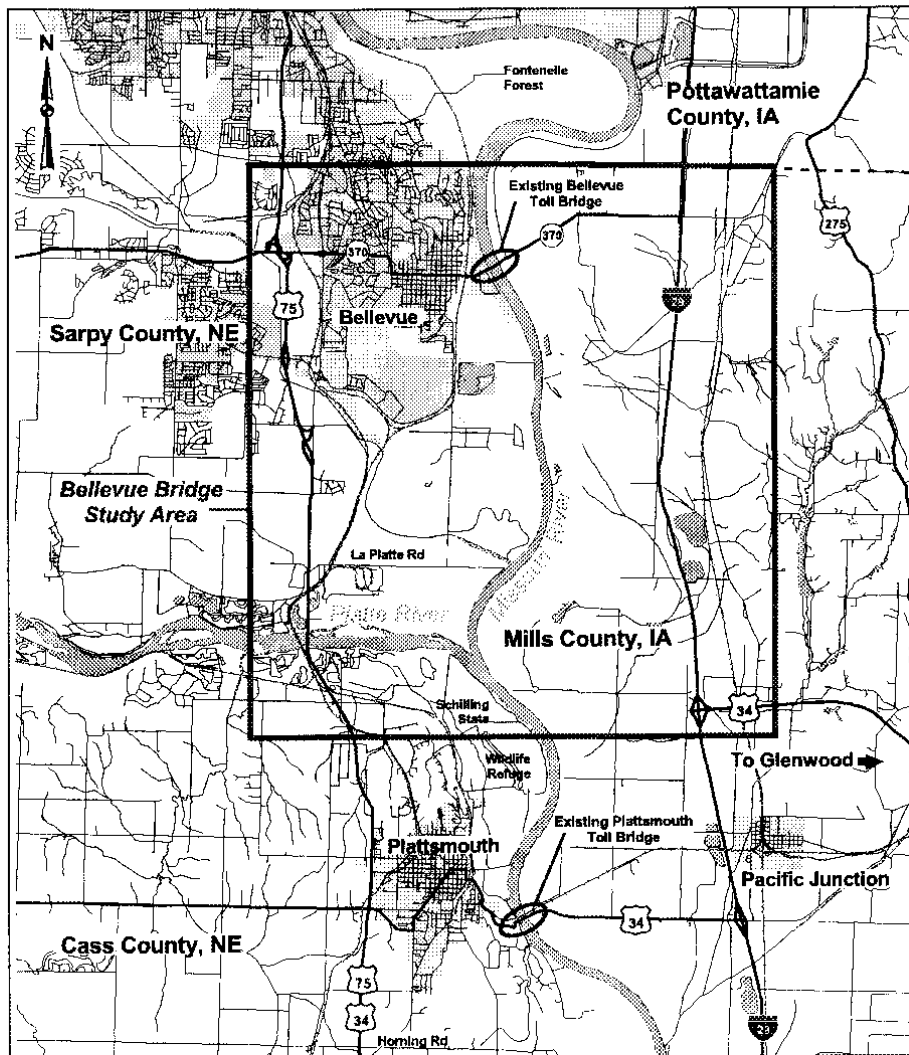 N
Fontenelle
Forest
Pottawattamie
County, IA
Existing Bellevue
Toll Bridge
275
370
370
75
Bellevue
Sarpy County, NE
Bellevue Bridge
Study Area
La Platte Rd
Platte River
Missouri River
Mills County, IA
34
Schilling
State
Wildlife
Refuge
To Glenwood
Existing Plattsmouth
Toll Bridge
Plattsmouth
Pacific Junction
34
Cass County, NE
75
34
Horning Rd